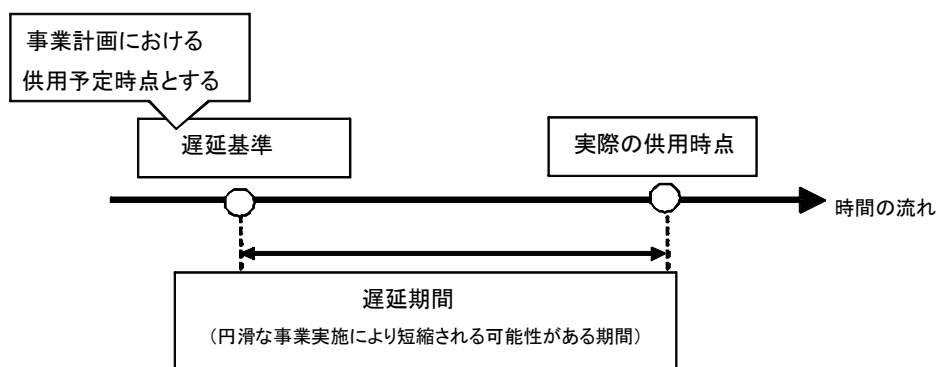 事業計画における
供用予定時点とする
遅延基準
実際の供用時点
時間の流れ
遅延期間
（円滑な事業実施により短縮される可能性がある期間）